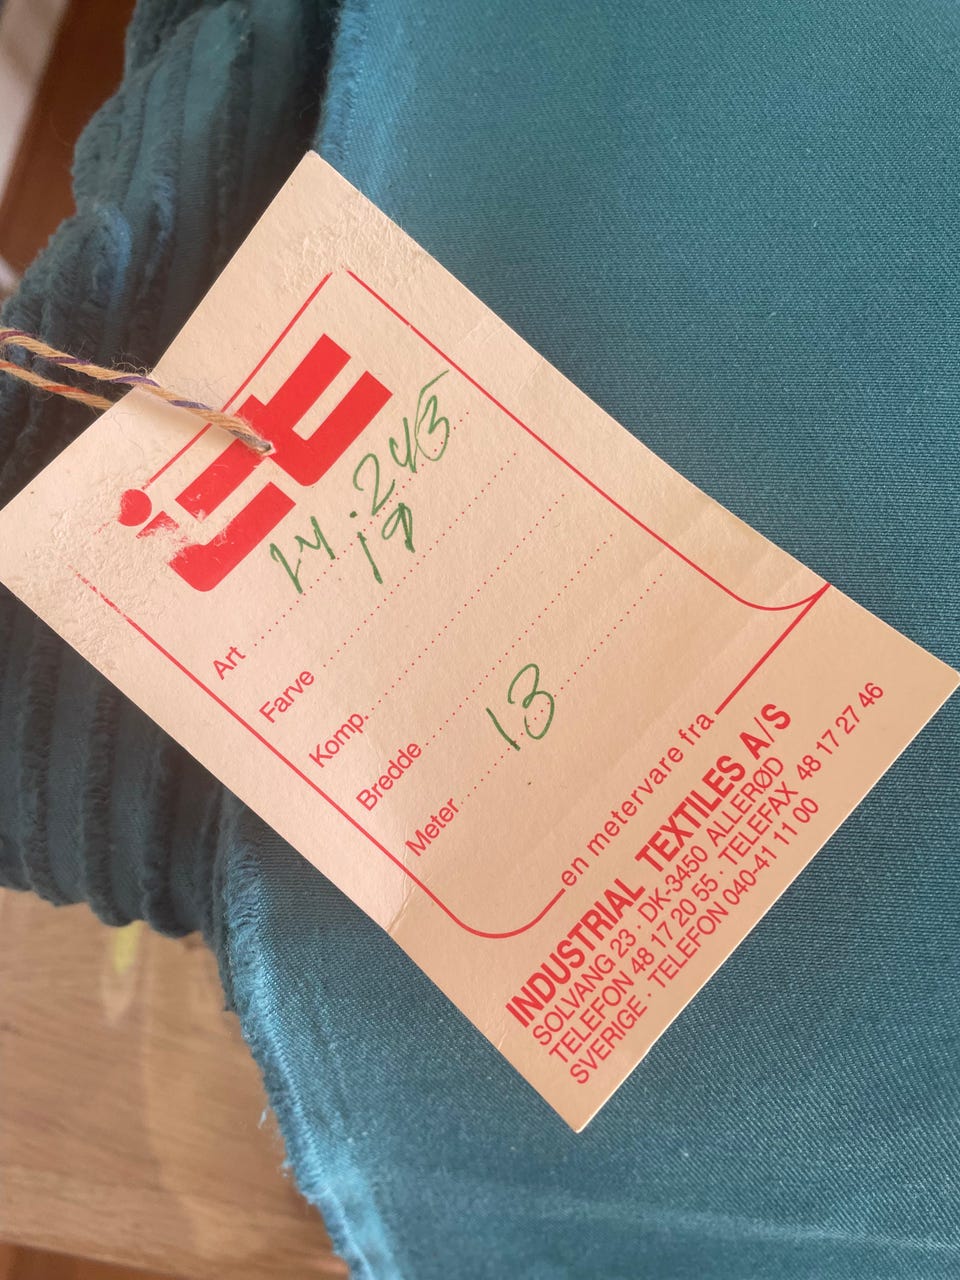 it
Art 14.245
Farve 19
Komp.
Bredde
Meter 13
en metervare fra
INDUSTRIAL TEXTILES A/S
SOLVANG 23 · DK-3450 ALLERØD
TELEFON 48 17 20 55 · TELEFAX 48 17 27 46
SVERIGE · TELEFON 040-41 11 00